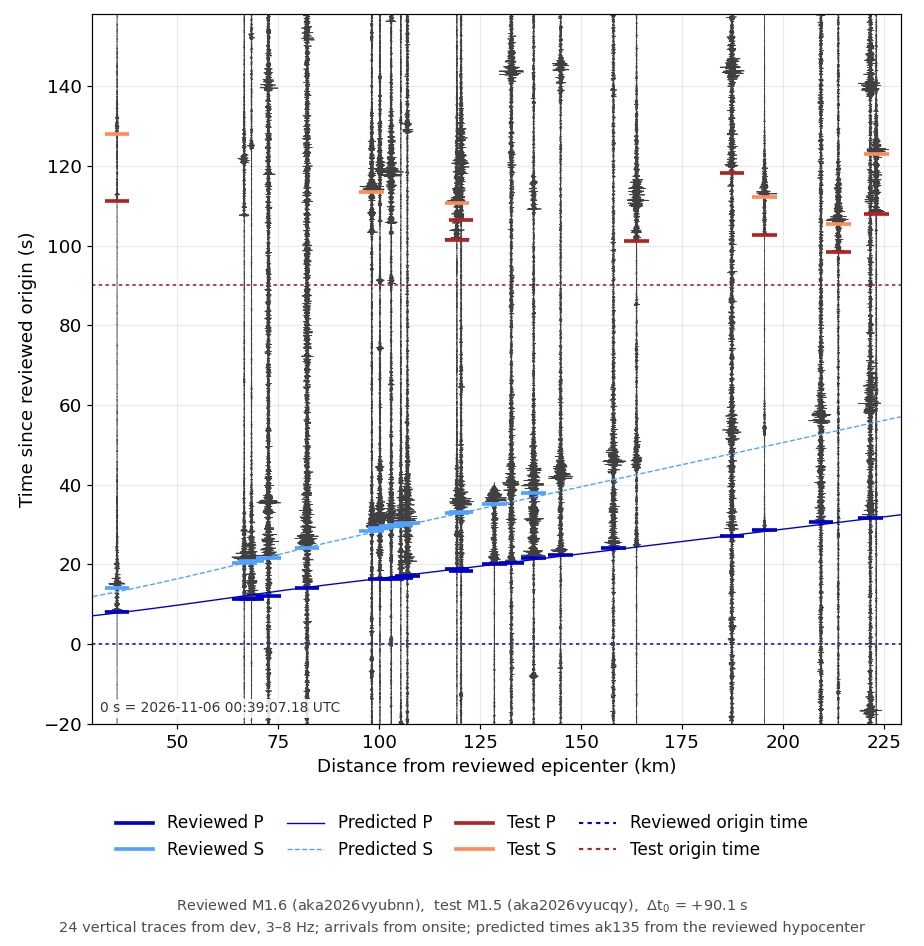 Time since reviewed origin (s)
140
120
100
80
60
40
20
0
−20
0 s = 2026-11-06 00:39:07.18 UTC
50 75 100 125 150 175 200 225
Distance from reviewed epicenter (km)
Reviewed P Predicted P Test P Reviewed origin time
Reviewed S Predicted S Test S Test origin time
Reviewed M1.6 (aka2026vyubnn), test M1.5 (aka2026vyucqy), Δt₀ = +90.1 s
24 vertical traces from dev, 3–8 Hz; arrivals from onsite; predicted times ak135 from the reviewed hypocenter